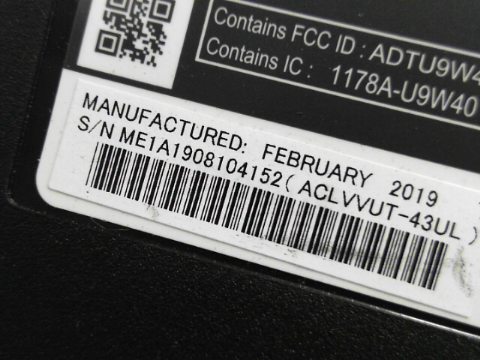 Contains FCC ID : ADTU9W4
Contains IC : 1178A-U9W40
MANUFACTURED: FEBRUARY 2019
S/N ME1A1908104152( ACLVVUT-43UL )